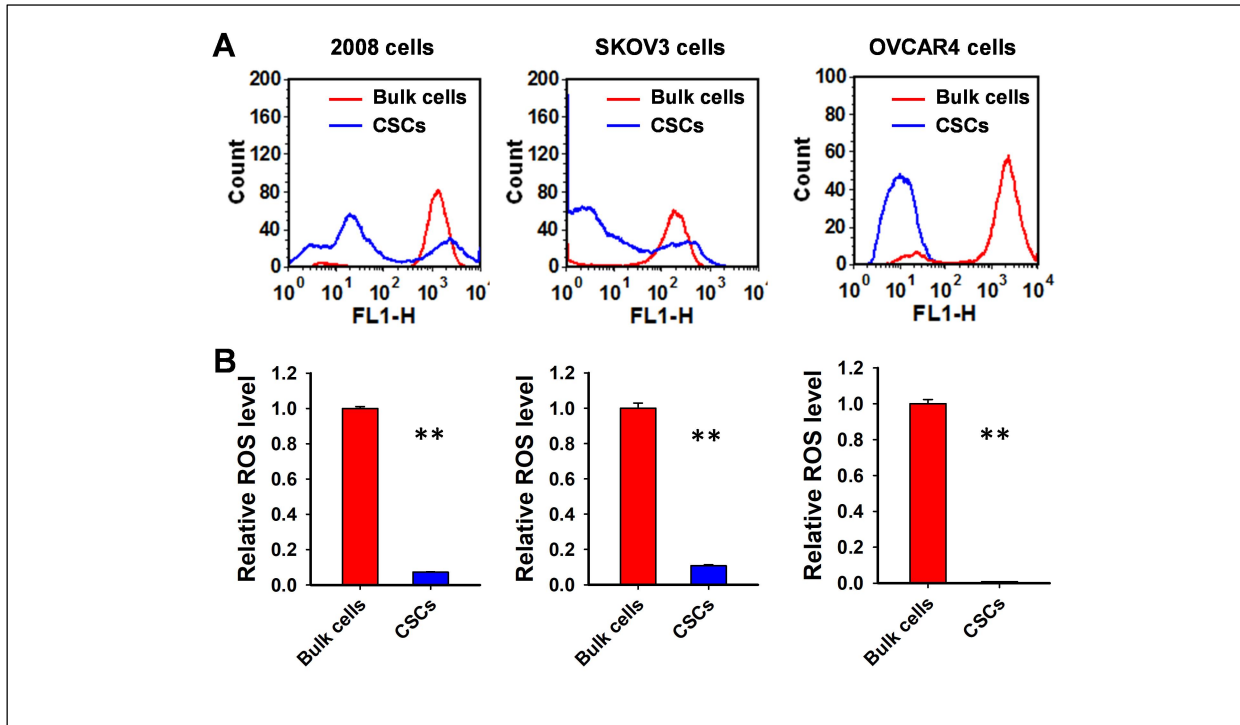 A
2008 cells
SKOV3 cells
OVCAR4 cells
200
160
120
80
40
0
Count
Bulk cells
CSCs
10^0 10^1 10^2 10^3 10^4
FL1-H
200
160
120
80
40
0
Count
Bulk cells
CSCs
10^0 10^1 10^2 10^3 10^4
FL1-H
100
80
60
40
20
0
Count
Bulk cells
CSCs
10^0 10^1 10^2 10^3 10^4
FL1-H
B
Relative ROS level
1.2
1.0
0.8
0.6
0.4
0.2
0.0
**
Bulk cells
CSCs
Relative ROS level
1.2
1.0
0.8
0.6
0.4
0.2
0.0
**
Bulk cells
CSCs
Relative ROS level
1.2
1.0
0.8
0.6
0.4
0.2
0.0
**
Bulk cells
CSCs